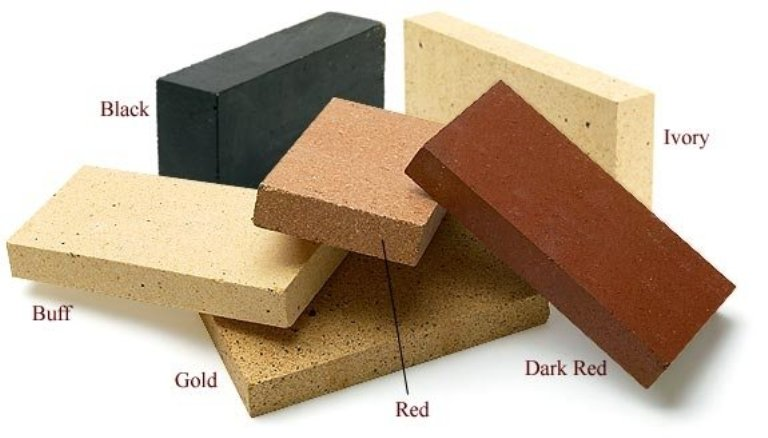 Black
Ivory
Buff
Gold
Dark Red
Red